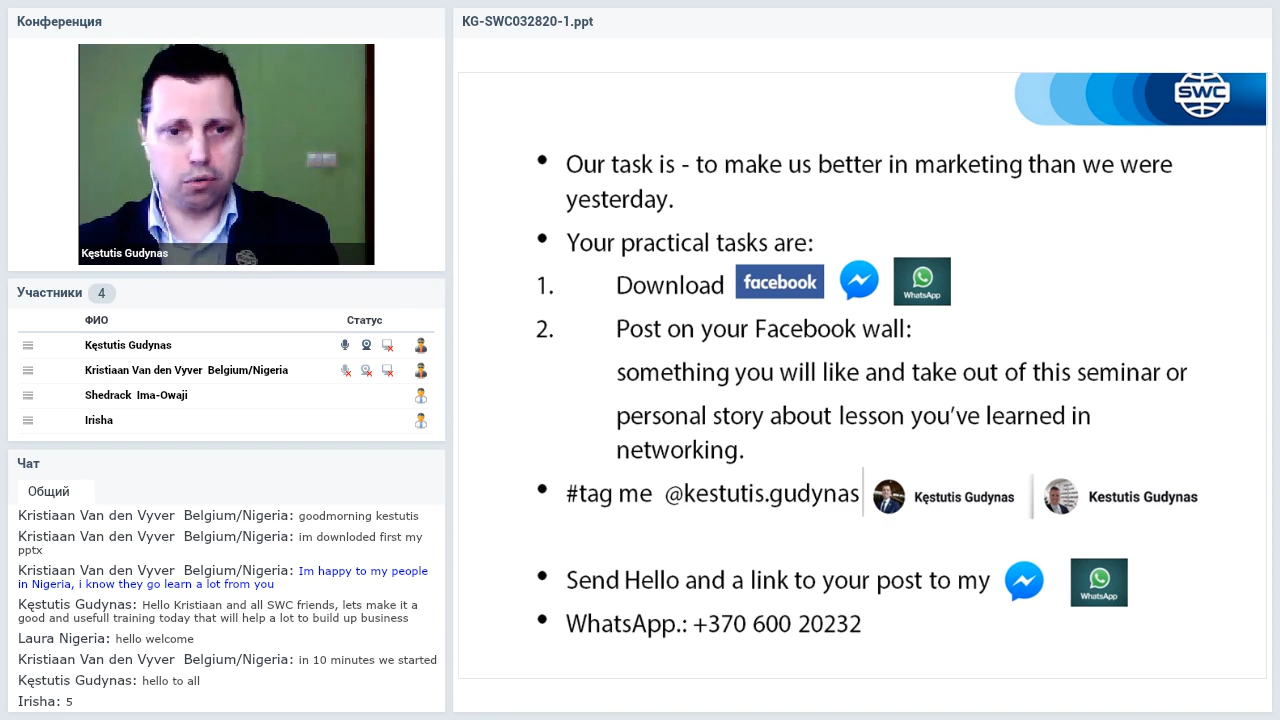 Конференция
Kęstutis Gudynas
Участники 4
ФИО Статус
Kęstutis Gudynas
Kristiaan Van den Vyver Belgium/Nigeria
Shedrack Ima-Owaji
Irisha
Чат
Общий
Kristiaan Van den Vyver Belgium/Nigeria: goodmorning kestutis
Kristiaan Van den Vyver Belgium/Nigeria: im downloded first my
pptx
Kristiaan Van den Vyver Belgium/Nigeria: Im happy to my people
in Nigeria, i know they go learn a lot from you
Kęstutis Gudynas: Hello Kristiaan and all SWC friends, lets make it a
good and usefull training today that will help a lot to build up business
Laura Nigeria: hello welcome
Kristiaan Van den Vyver Belgium/Nigeria: in 10 minutes we started
Kęstutis Gudynas: hello to all
Irisha: 5
KG-SWC032820-1.ppt
SWC
• Our task is - to make us better in marketing than we were
yesterday.
• Your practical tasks are:
1. Download facebook WhatsApp
2. Post on your Facebook wall:
something you will like and take out of this seminar or
personal story about lesson you've learned in
networking.
• #tag me @kestutis.gudynas Kęstutis Gudynas Kestutis Gudynas
• Send Hello and a link to your post to my WhatsApp
• WhatsApp.: +370 600 20232